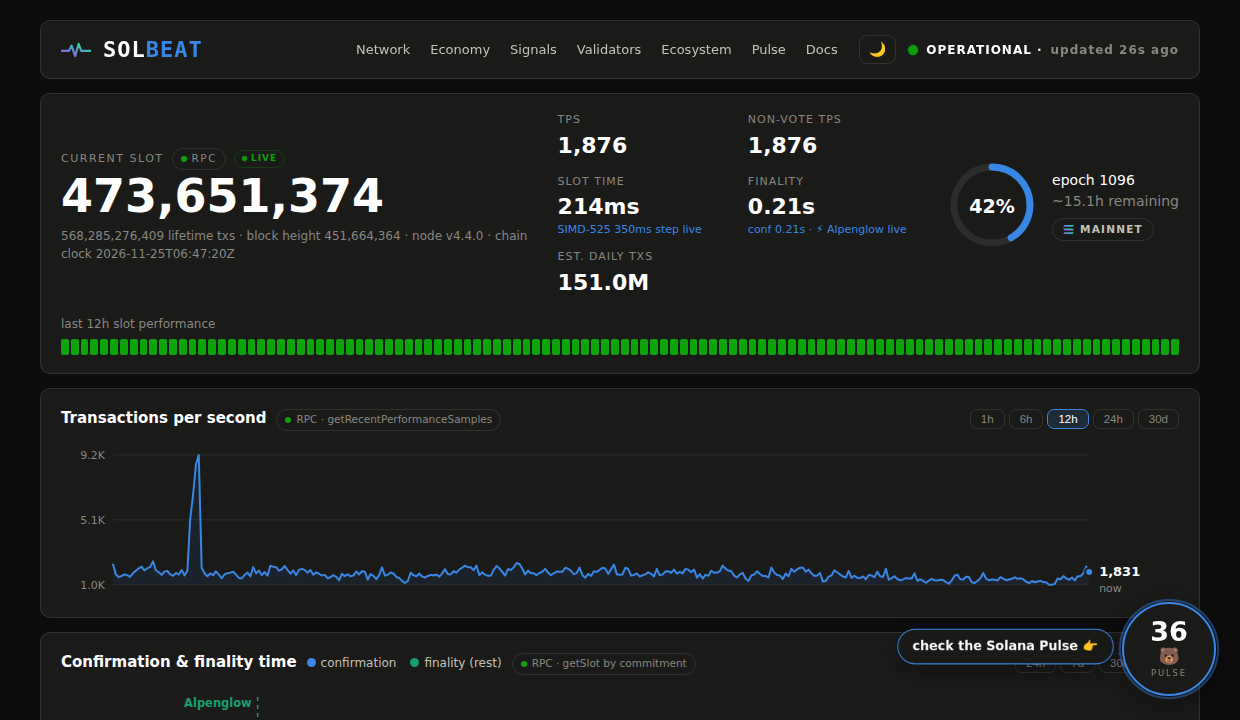 SOLBEAT
Network Economy Signals Validators Ecosystem Pulse Docs
OPERATIONAL · updated 26s ago
CURRENT SLOT RPC LIVE
473,651,374
568,285,276,409 lifetime txs · block height 451,664,364 · node v4.4.0 · chain
clock 2026-11-25T06:47:20Z
TPS
1,876
NON-VOTE TPS
1,876
SLOT TIME
214ms
SIMD-525 350ms step live
FINALITY
0.21s
conf 0.21s · ⚡ Alpenglow live
EST. DAILY TXS
151.0M
42%
epoch 1096
~15.1h remaining
MAINNET
last 12h slot performance
Transactions per second RPC · getRecentPerformanceSamples
1h 6h 12h 24h 30d
9.2K
5.1K
1.0K
1,831
now
Confirmation & finality time confirmation finality (rest) RPC · getSlot by commitment
Alpenglow
check the Solana Pulse 👉
36
PULSE